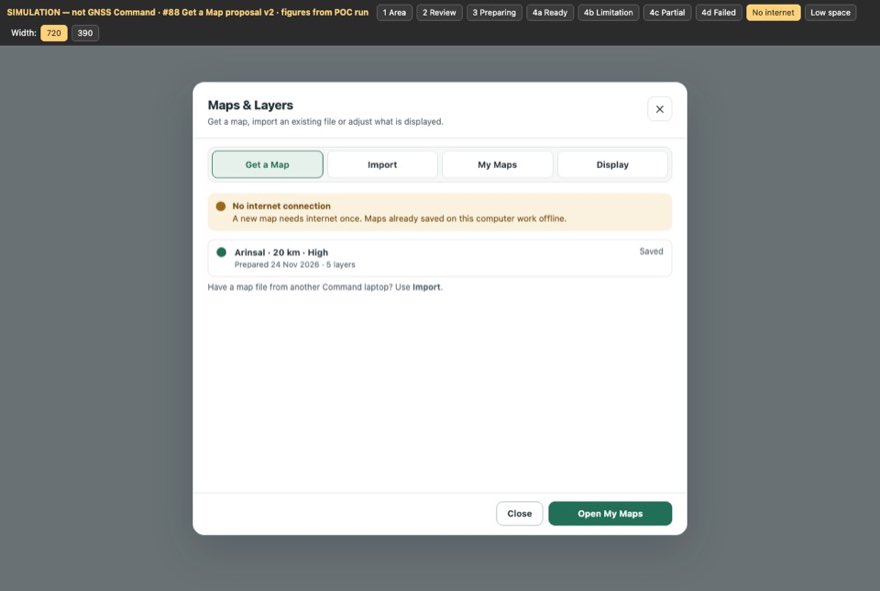 SIMULATION — not GNSS Command · #88 Get a Map proposal v2 · figures from POC run 1 Area 2 Review 3 Preparing 4a Ready 4b Limitation 4c Partial 4d Failed No internet Low space
Width: 720 390
Maps & Layers
Get a map, import an existing file or adjust what is displayed.
×
Get a Map Import My Maps Display
No internet connection
A new map needs internet once. Maps already saved on this computer work offline.
Arinsal · 20 km · High Saved
Prepared 24 Nov 2026 · 5 layers
Have a map file from another Command laptop? Use Import.
Close Open My Maps